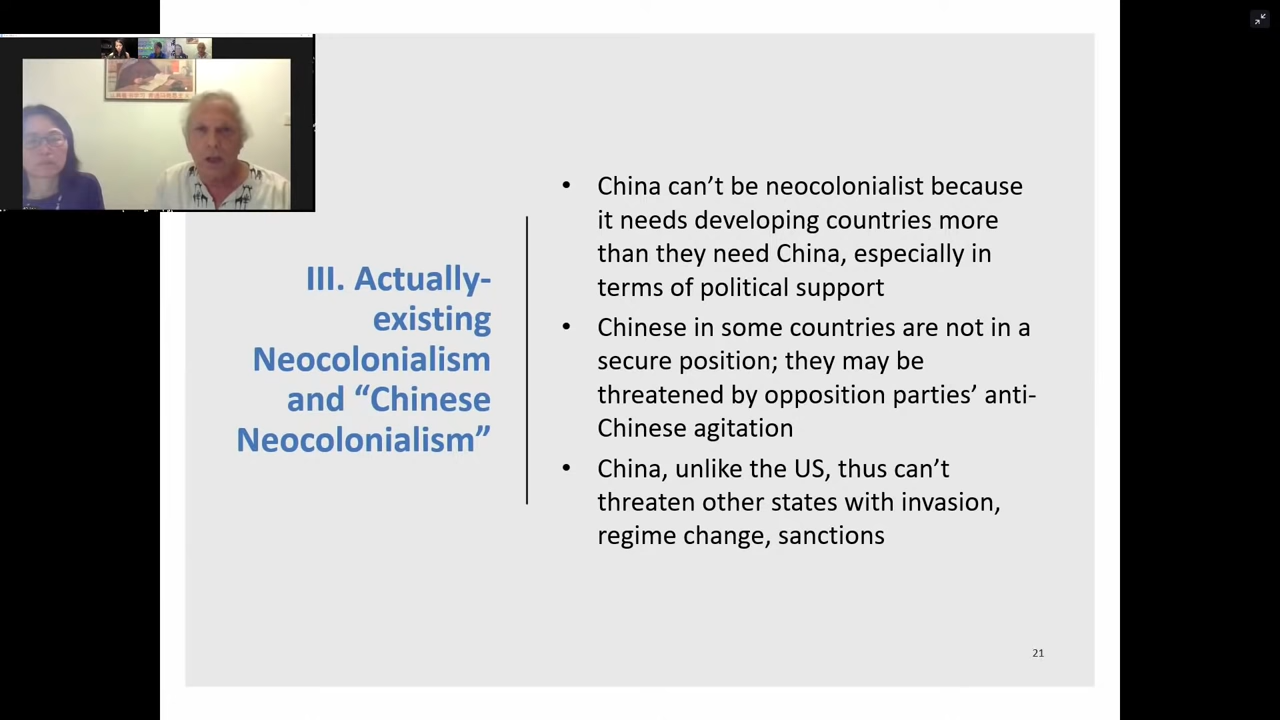 III. Actually-
existing
Neocolonialism
and “Chinese
Neocolonialism”
• China can’t be neocolonialist because
it needs developing countries more
than they need China, especially in
terms of political support
• Chinese in some countries are not in a
secure position; they may be
threatened by opposition parties’ anti-
Chinese agitation
• China, unlike the US, thus can’t
threaten other states with invasion,
regime change, sanctions
21